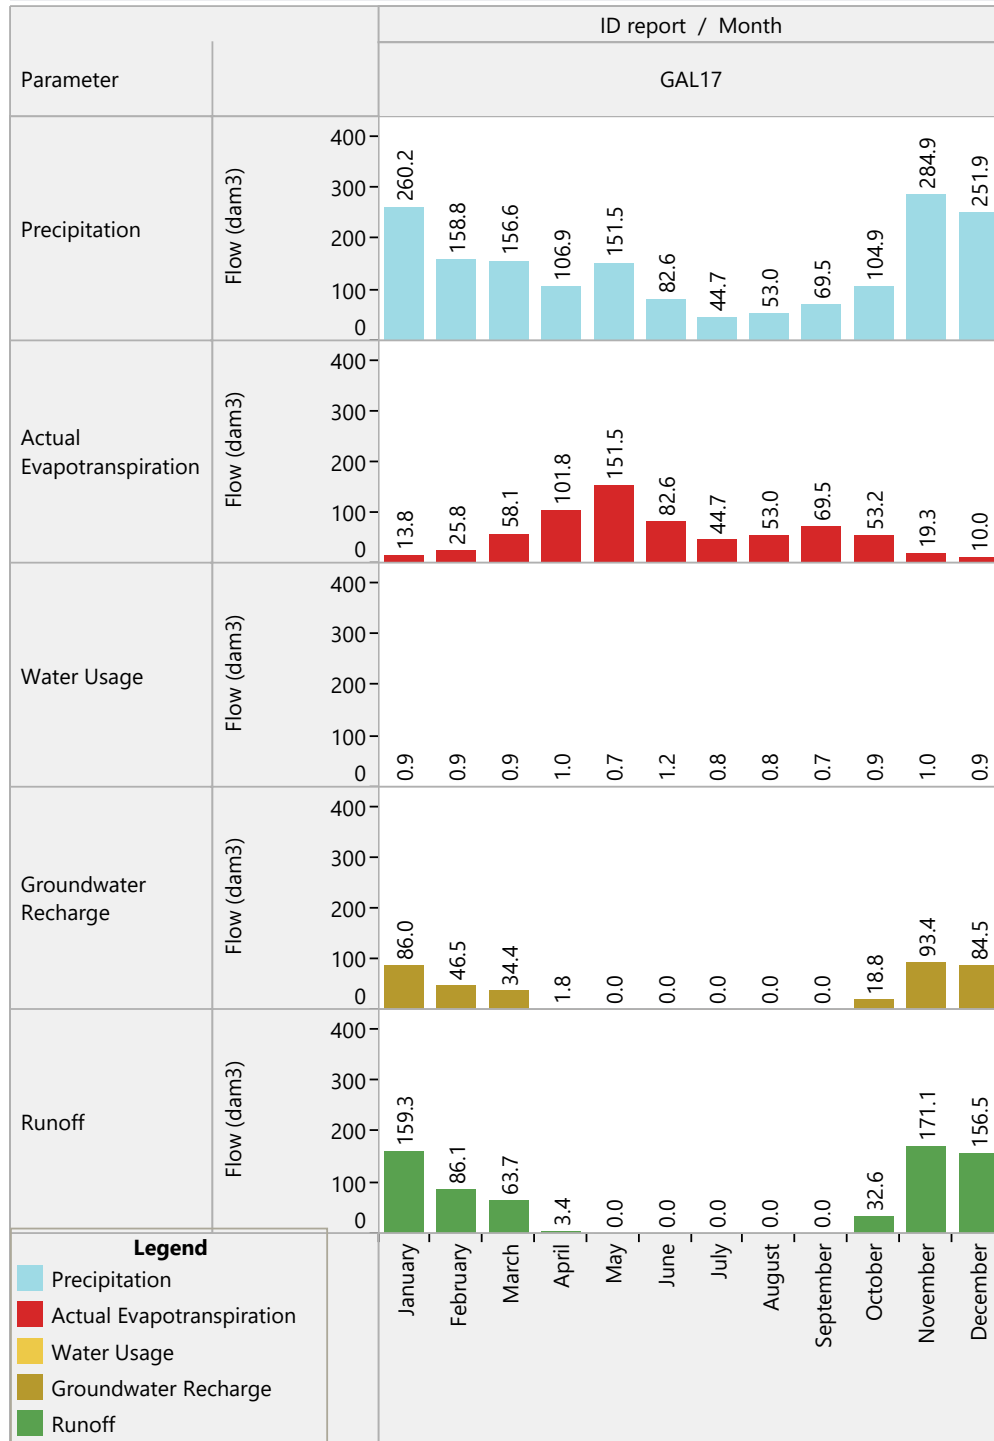 ID report / Month
Parameter
GAL17
Precipitation
Flow (dam3)
400
300
200
100
0
260.2
158.8
156.6
106.9
151.5
82.6
44.7
53.0
69.5
104.9
284.9
251.9
Actual
Evapotranspiration
Flow (dam3)
400
300
200
100
0
13.8
25.8
58.1
101.8
151.5
82.6
44.7
53.0
69.5
53.2
19.3
10.0
Water Usage
Flow (dam3)
400
300
200
100
0
0.9
0.9
0.9
1.0
0.7
1.2
0.8
0.8
0.7
0.9
1.0
0.9
Groundwater
Recharge
Flow (dam3)
400
300
200
100
0
86.0
46.5
34.4
1.8
0.0
0.0
0.0
0.0
0.0
18.8
93.4
84.5
Runoff
Flow (dam3)
400
300
200
100
0
159.3
86.1
63.7
3.4
0.0
0.0
0.0
0.0
0.0
32.6
171.1
156.5
January
February
March
April
May
June
July
August
September
October
November
December
Legend
Precipitation
Actual Evapotranspiration
Water Usage
Groundwater Recharge
Runoff